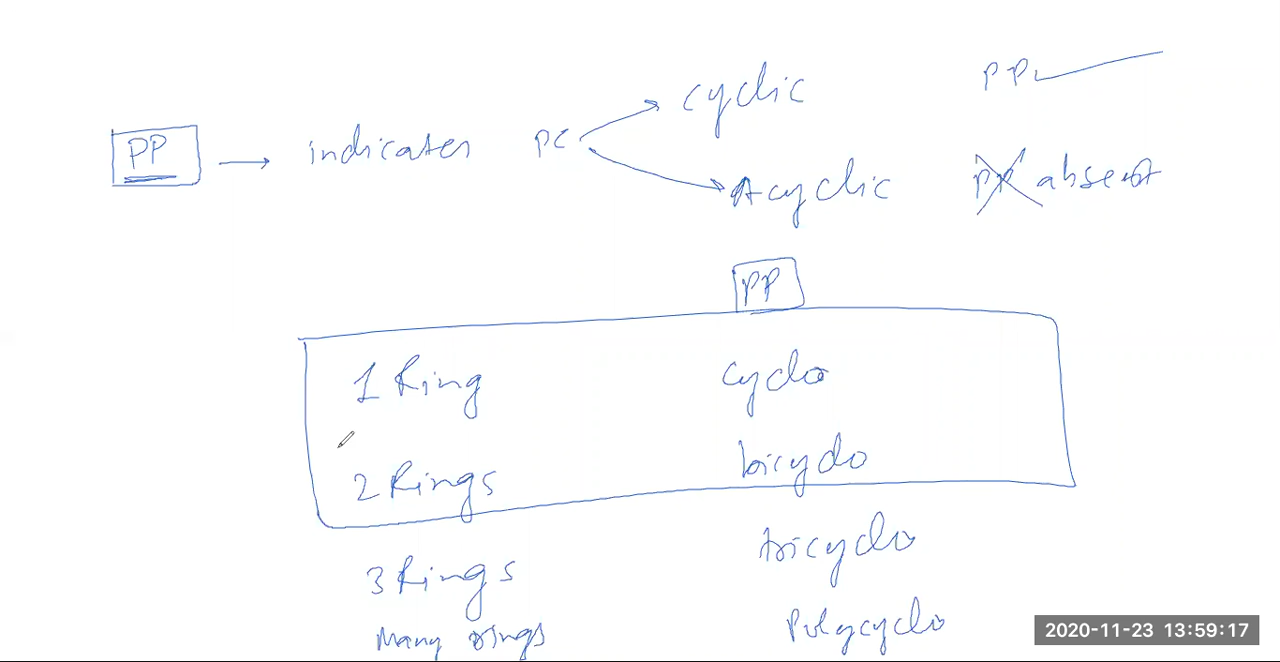 cyclic PP
PP → indicates PC
Acyclic PP absent
PP
1 Ring cyclo
2 Rings bicyclo
3 Rings tricyclo
Many rings Polycyclo
2020-11-23 13:59:17